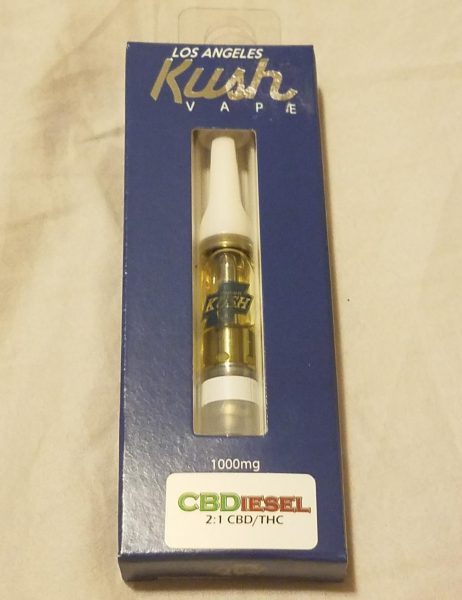 LOS ANGELES
Kush
VAPE
KUSH
1000mg
CBDIESEL
2:1 CBD/THC